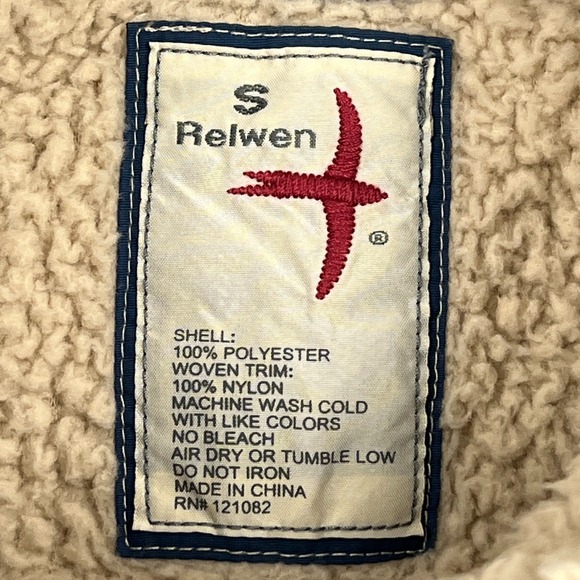 S
Relwen
®
SHELL:
100% POLYESTER
WOVEN TRIM:
100% NYLON
MACHINE WASH COLD
WITH LIKE COLORS
NO BLEACH
AIR DRY OR TUMBLE LOW
DO NOT IRON
MADE IN CHINA
RN# 121082